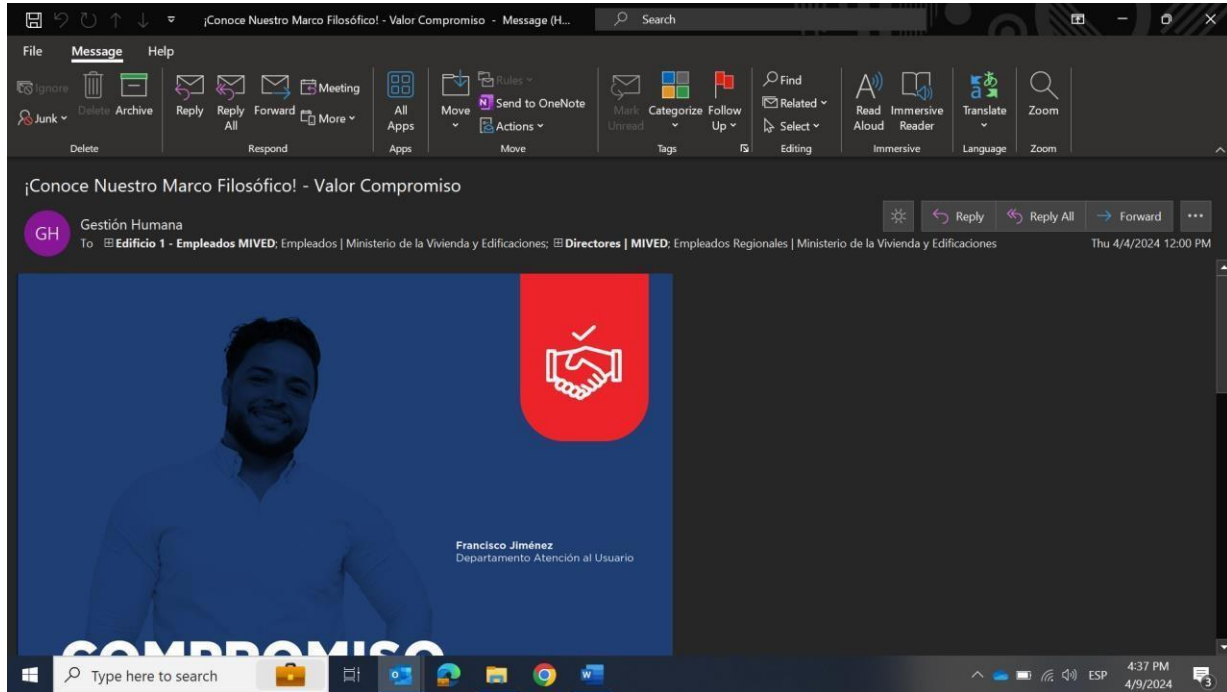 ¡Conoce Nuestro Marco Filosófico! - Valor Compromiso - Message (H...
Search
File Message Help
Ignore
Junk
Delete
Archive
Reply
Reply All
Forward
Meeting
More
All Apps
Move
Rules
Send to OneNote
Actions
Mark Unread
Categorize
Follow Up
Find
Related
Select
Read Aloud
Immersive Reader
Translate
Zoom
Delete Respond Apps Move Tags Editing Immersive Language Zoom
¡Conoce Nuestro Marco Filosófico! - Valor Compromiso
GH
Gestión Humana
To Edificio 1 - Empleados MIVED; Empleados | Ministerio de la Vivienda y Edificaciones; Directores | MIVED; Empleados Regionales | Ministerio de la Vivienda y Edificaciones
Reply Reply All Forward
Thu 4/4/2024 12:00 PM
Francisco Jiménez
Departamento Atención al Usuario
COMPROMISO
Type here to search
ESP
4:37 PM
4/9/2024
3